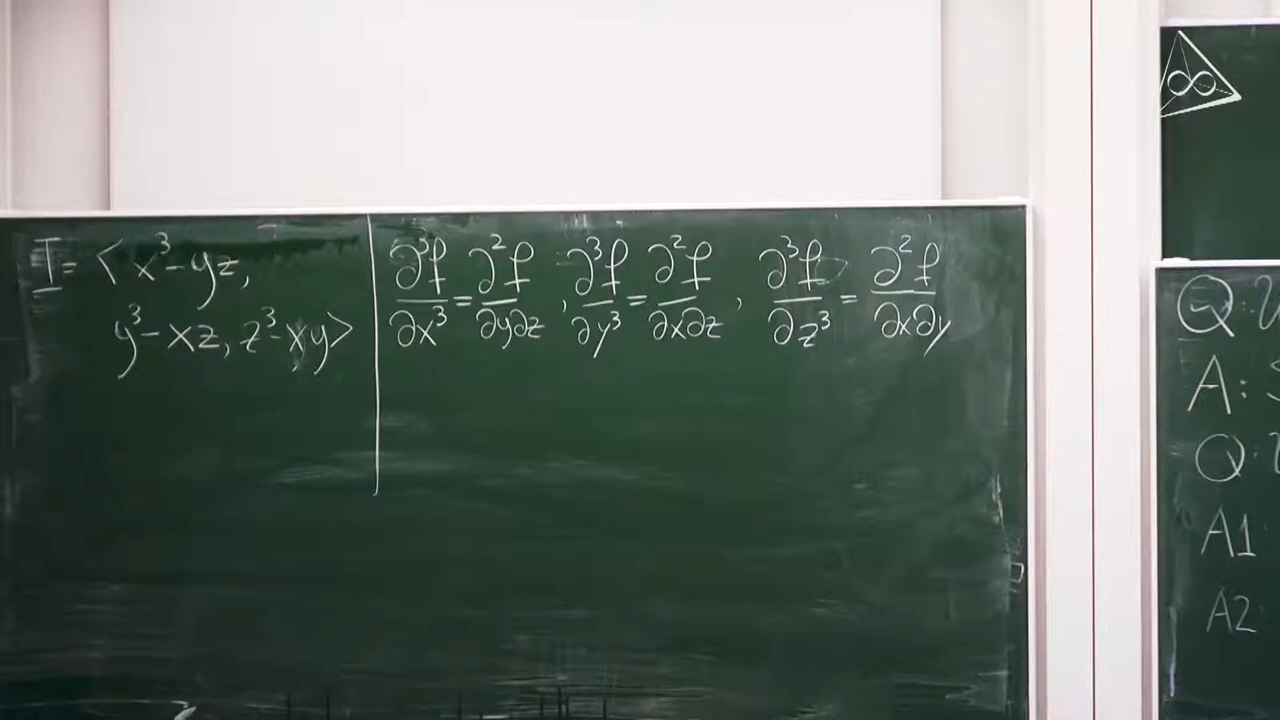 I = ⟨x³-yz,
y³-xz, z³-xy⟩
∂³f/∂x³ = ∂²f/∂y∂z , ∂³f/∂y³ = ∂²f/∂x∂z , ∂³f/∂z³ = ∂²f/∂x∂y
Q:
A:
Q:
A1
A2